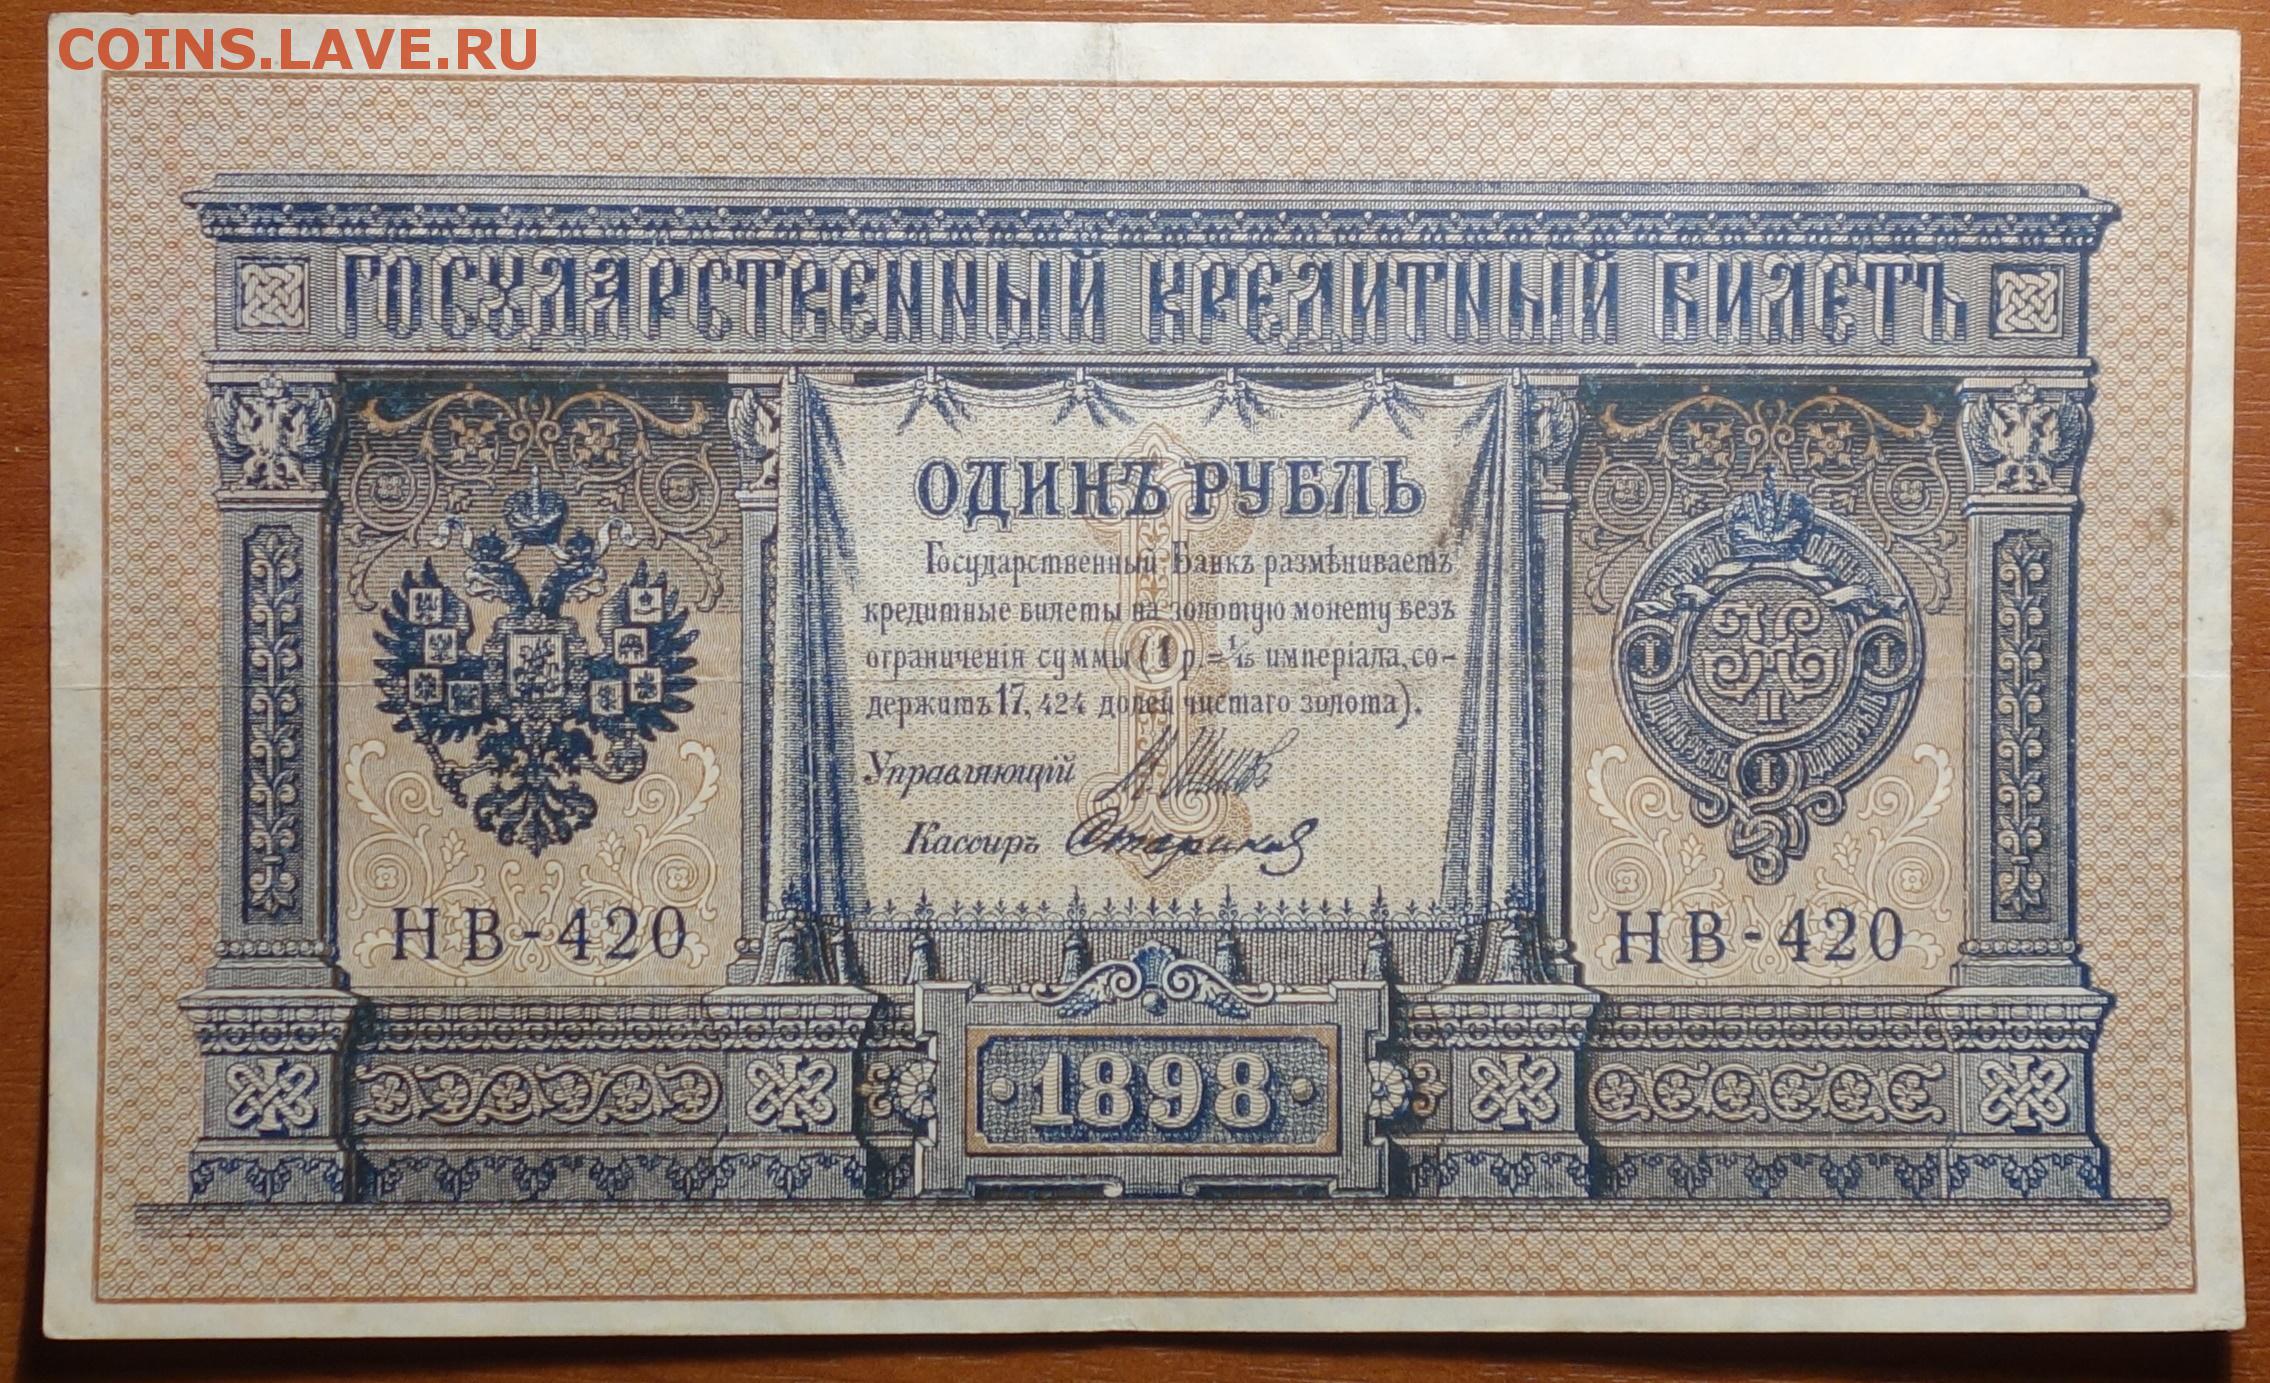 COINS.LAVE.RU
ГОСУДАРСТВЕННЫЙ КРЕДИТНЫЙ БИЛЕТЪ
ОДИНЪ РУБЛЬ
Государственный Банкъ размѣниваетъ
кредитные билеты на золотую монету безъ
ограниченія суммы (1 р. = 1/15 имперіала, со-
держитъ 17,424 долей чистаго золота).
Управляющій
Кассиръ
НВ-420
НВ-420
1898